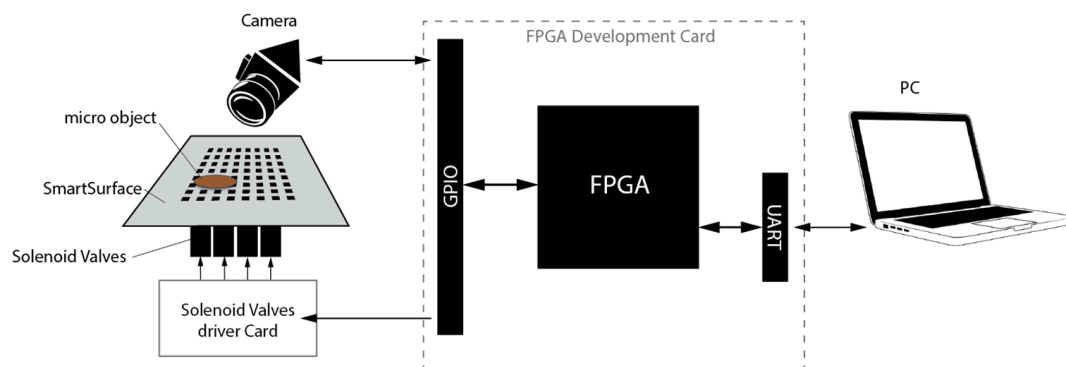 Camera
FPGA Development Card
PC
micro object
SmartSurface
GPIO
FPGA
UART
Solenoid Valves
Solenoid Valves
driver Card